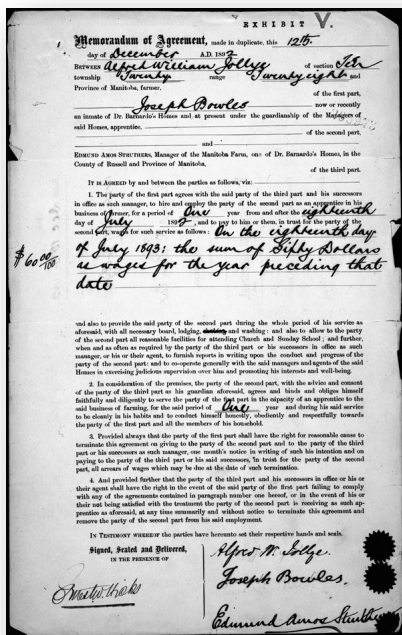 EXHIBIT V.
Memorandum of Agreement, made in duplicate, this 12th.
day of December A.D. 1892
BETWEEN Alfred William Jollye of section Ten
township Twenty range Twenty eight and
Province of Manitoba, farmer,
of the first part,
Joseph Bowles now or recently
an inmate of Dr. Barnardo's Homes and, at present under the guardianship of the Managers of
said Homes, apprentice,
of the second part,
and
EDMUND AMOS STRUTHERS, Manager of the Manitoba Farm, one of Dr. Barnardo's Homes, in the
County of Russell and Province of Manitoba,
of the third part.
IT IS AGREED by and between the parties as follows, viz:
1. The party of the first part agrees with the said party of the third part and his successors
in office as such manager, to hire and employ the party of the second part as an apprentice in his
business of farmer, for a period of One year from and after the eighteenth
day of July 1892, and to pay to him or them, in trust for the party of the
second part, wages for such service as follows: On the eighteenth day
of July 1893: the sum of Sixty Dollars
$60 00/100
as wages for the year preceding that
date
and also to provide the said party of the second part during the whole period of his service as
aforesaid, with all necessary board, lodging, and washing: and also to allow to the party
of the second part all reasonable facilities for attending Church and Sunday School; and further,
when and as often as required by the party of the third part or his successors in office as such
manager, or his or their agent, to furnish reports in writing upon the conduct and progress of the
party of the second part: and to co-operate generally with the said managers and agents of the said
Homes in exercising judicious supervision over him and promoting his interests and well-being.
2. In consideration of the premises, the party of the second part, with the advice and consent
of the party of the third part as his guardian aforesaid, agrees and binds and obliges himself
faithfully and diligently to serve the party of the first part in the capacity of an apprentice to the
said business of farming, for the said period of One year and during his said service
to be cleanly in his habits and to conduct himself honestly, obediently and respectfully towards
the party of the first part and all the members of his household.
3. Provided always that the party of the first part shall have the right for reasonable cause to
terminate this agreement on giving to the party of the second part and to the party of the third
part or his successors as such manager, one month's notice in writing of such his intention and on
paying to the party of the third part or his said successors, in trust for the party of the second
part, all arrears of wages which may be due at the date of such termination.
4. And provided further that the party of the third part and his successors in office or his or
their agent shall have the right in the event of the said party of the first part failing to comply
with any of the agreements contained in paragraph number one hereof, or in the event of his or
their not being satisfied with the treatment the party of the second part is receiving as such app-
rentice as aforesaid, at any time summarily and without notice to terminate this agreement and
remove the party of the second part from his said employment.
IN TESTIMONY WHEREOF the parties have hereunto set their respective hands and seals.
Signed, Sealed and Delivered,
IN THE PRESENCE OF
Alfred W. Jollye.
Joseph Bowles.
Edmund Amos Struthers